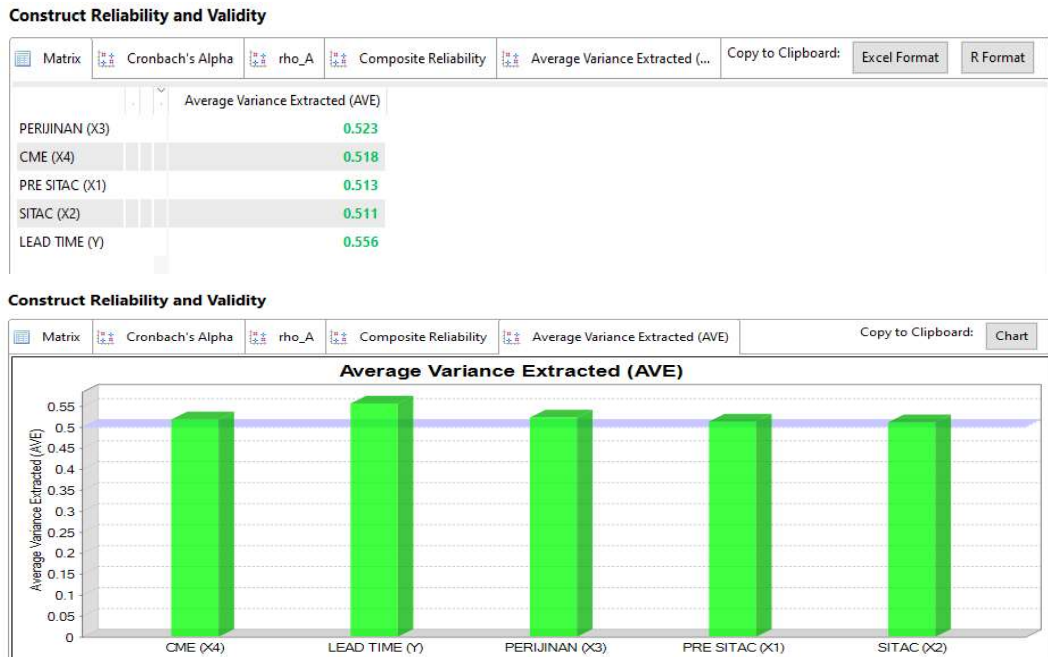 Construct Reliability and Validity
Matrix Cronbach's Alpha rho_A Composite Reliability Average Variance Extracted (... Copy to Clipboard: Excel Format R Format
Average Variance Extracted (AVE)
PERIJINAN (X3) 0.523
CME (X4) 0.518
PRE SITAC (X1) 0.513
SITAC (X2) 0.511
LEAD TIME (Y) 0.556
Construct Reliability and Validity
Matrix Cronbach's Alpha rho_A Composite Reliability Average Variance Extracted (AVE) Copy to Clipboard: Chart
Average Variance Extracted (AVE)
Average Variance Extracted (AVE)
0.55
0.5
0.45
0.4
0.35
0.3
0.25
0.2
0.15
0.1
0.05
0
CME (X4) LEAD TIME (Y) PERIJINAN (X3) PRE SITAC (X1) SITAC (X2)